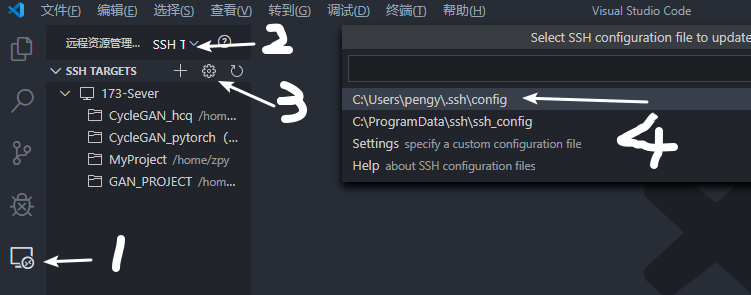 文件(F) 编辑(E) 选择(S) 查看(V) 转到(G) 调试(D) 终端(T) 帮助(H) Visual Studio Code
远程资源管理... SSH T
2
Select SSH configuration file to update
SSH TARGETS
3
173-Sever
CycleGAN_hcq /hom...
CycleGAN_pytorch (...
MyProject /home/zpy
GAN_PROJECT /hom...
C:\Users\pengy\.ssh\config
C:\ProgramData\ssh\ssh_config
Settings specify a custom configuration file
Help about SSH configuration files
4
1